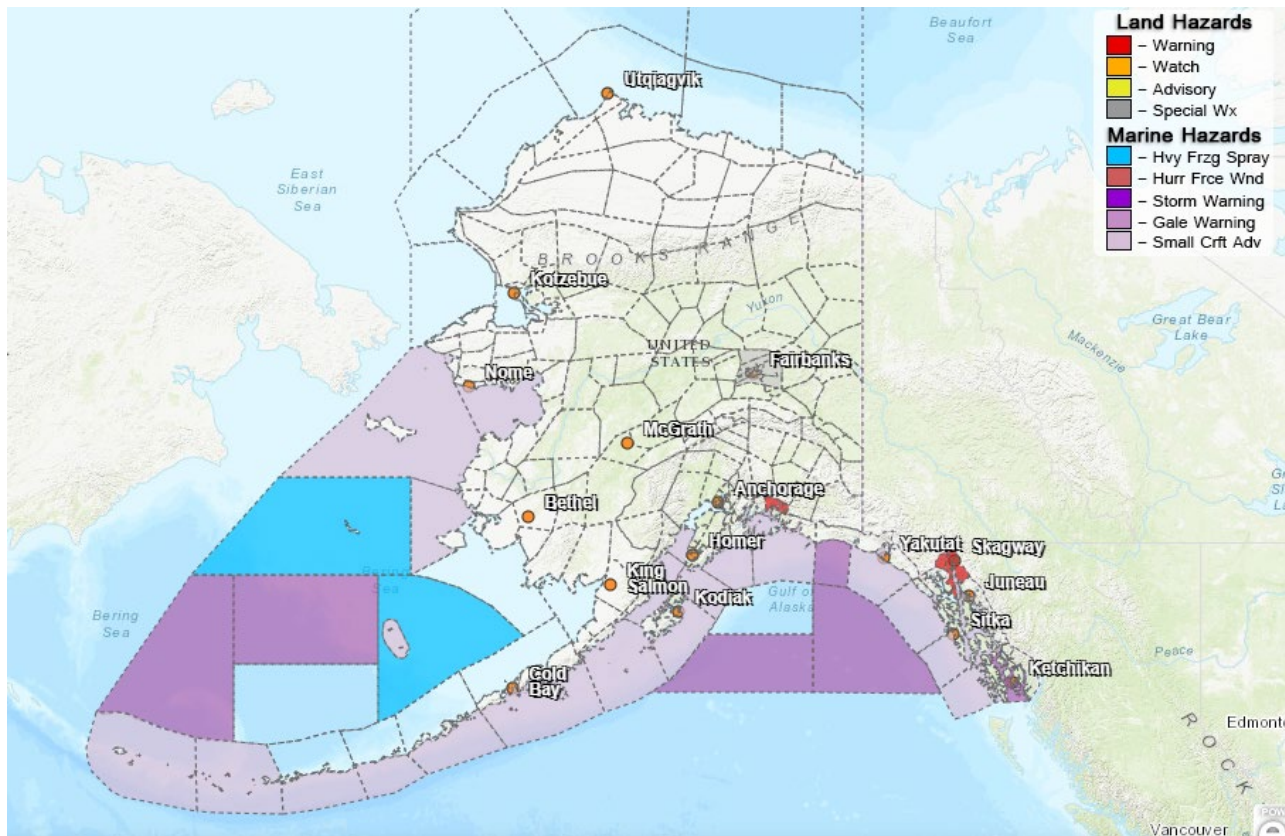 Beaufort
Sea
Land Hazards
– Warning
– Watch
– Advisory
– Special Wx
Marine Hazards
– Hvy Frzg Spray
– Hurr Frce Wnd
– Storm Warning
– Gale Warning
– Small Crft Adv
Utqiagvik
East
Siberian
Sea
BROOKS RANGE
Kotzebue
Yukon
Great Bear
Lake
Mackenzie
UNITED
STATES
Fairbanks
Nome
McGrath
Anchorage
Bethel
Homer
Yakutat
Skagway
King
Salmon
Juneau
Kodiak
Gulf of
Alaska
Bering
Sea
Sitka
Peace
Ketchikan
Cold
Bay
ROCK
Edmont
Vancouver